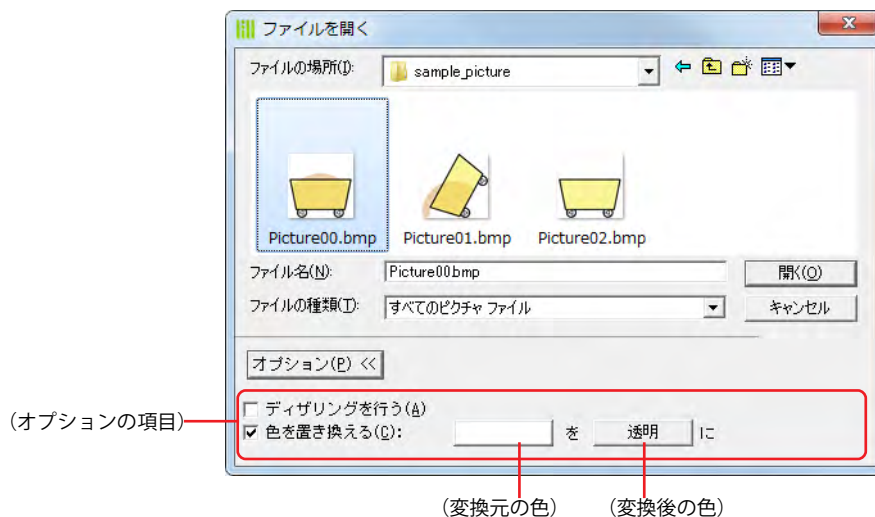 ファイルを開く
ファイルの場所(I):
sample_picture
Picture00.bmp
Picture01.bmp
Picture02.bmp
ファイル名(N):
Picture00.bmp
開く(O)
ファイルの種類(T):
すべてのピクチャ ファイル
キャンセル
オプション(P) <<
(オプションの項目)
ディザリングを行う(A)
色を置き換える(C):
を
透明
に
(変換元の色)
(変換後の色)